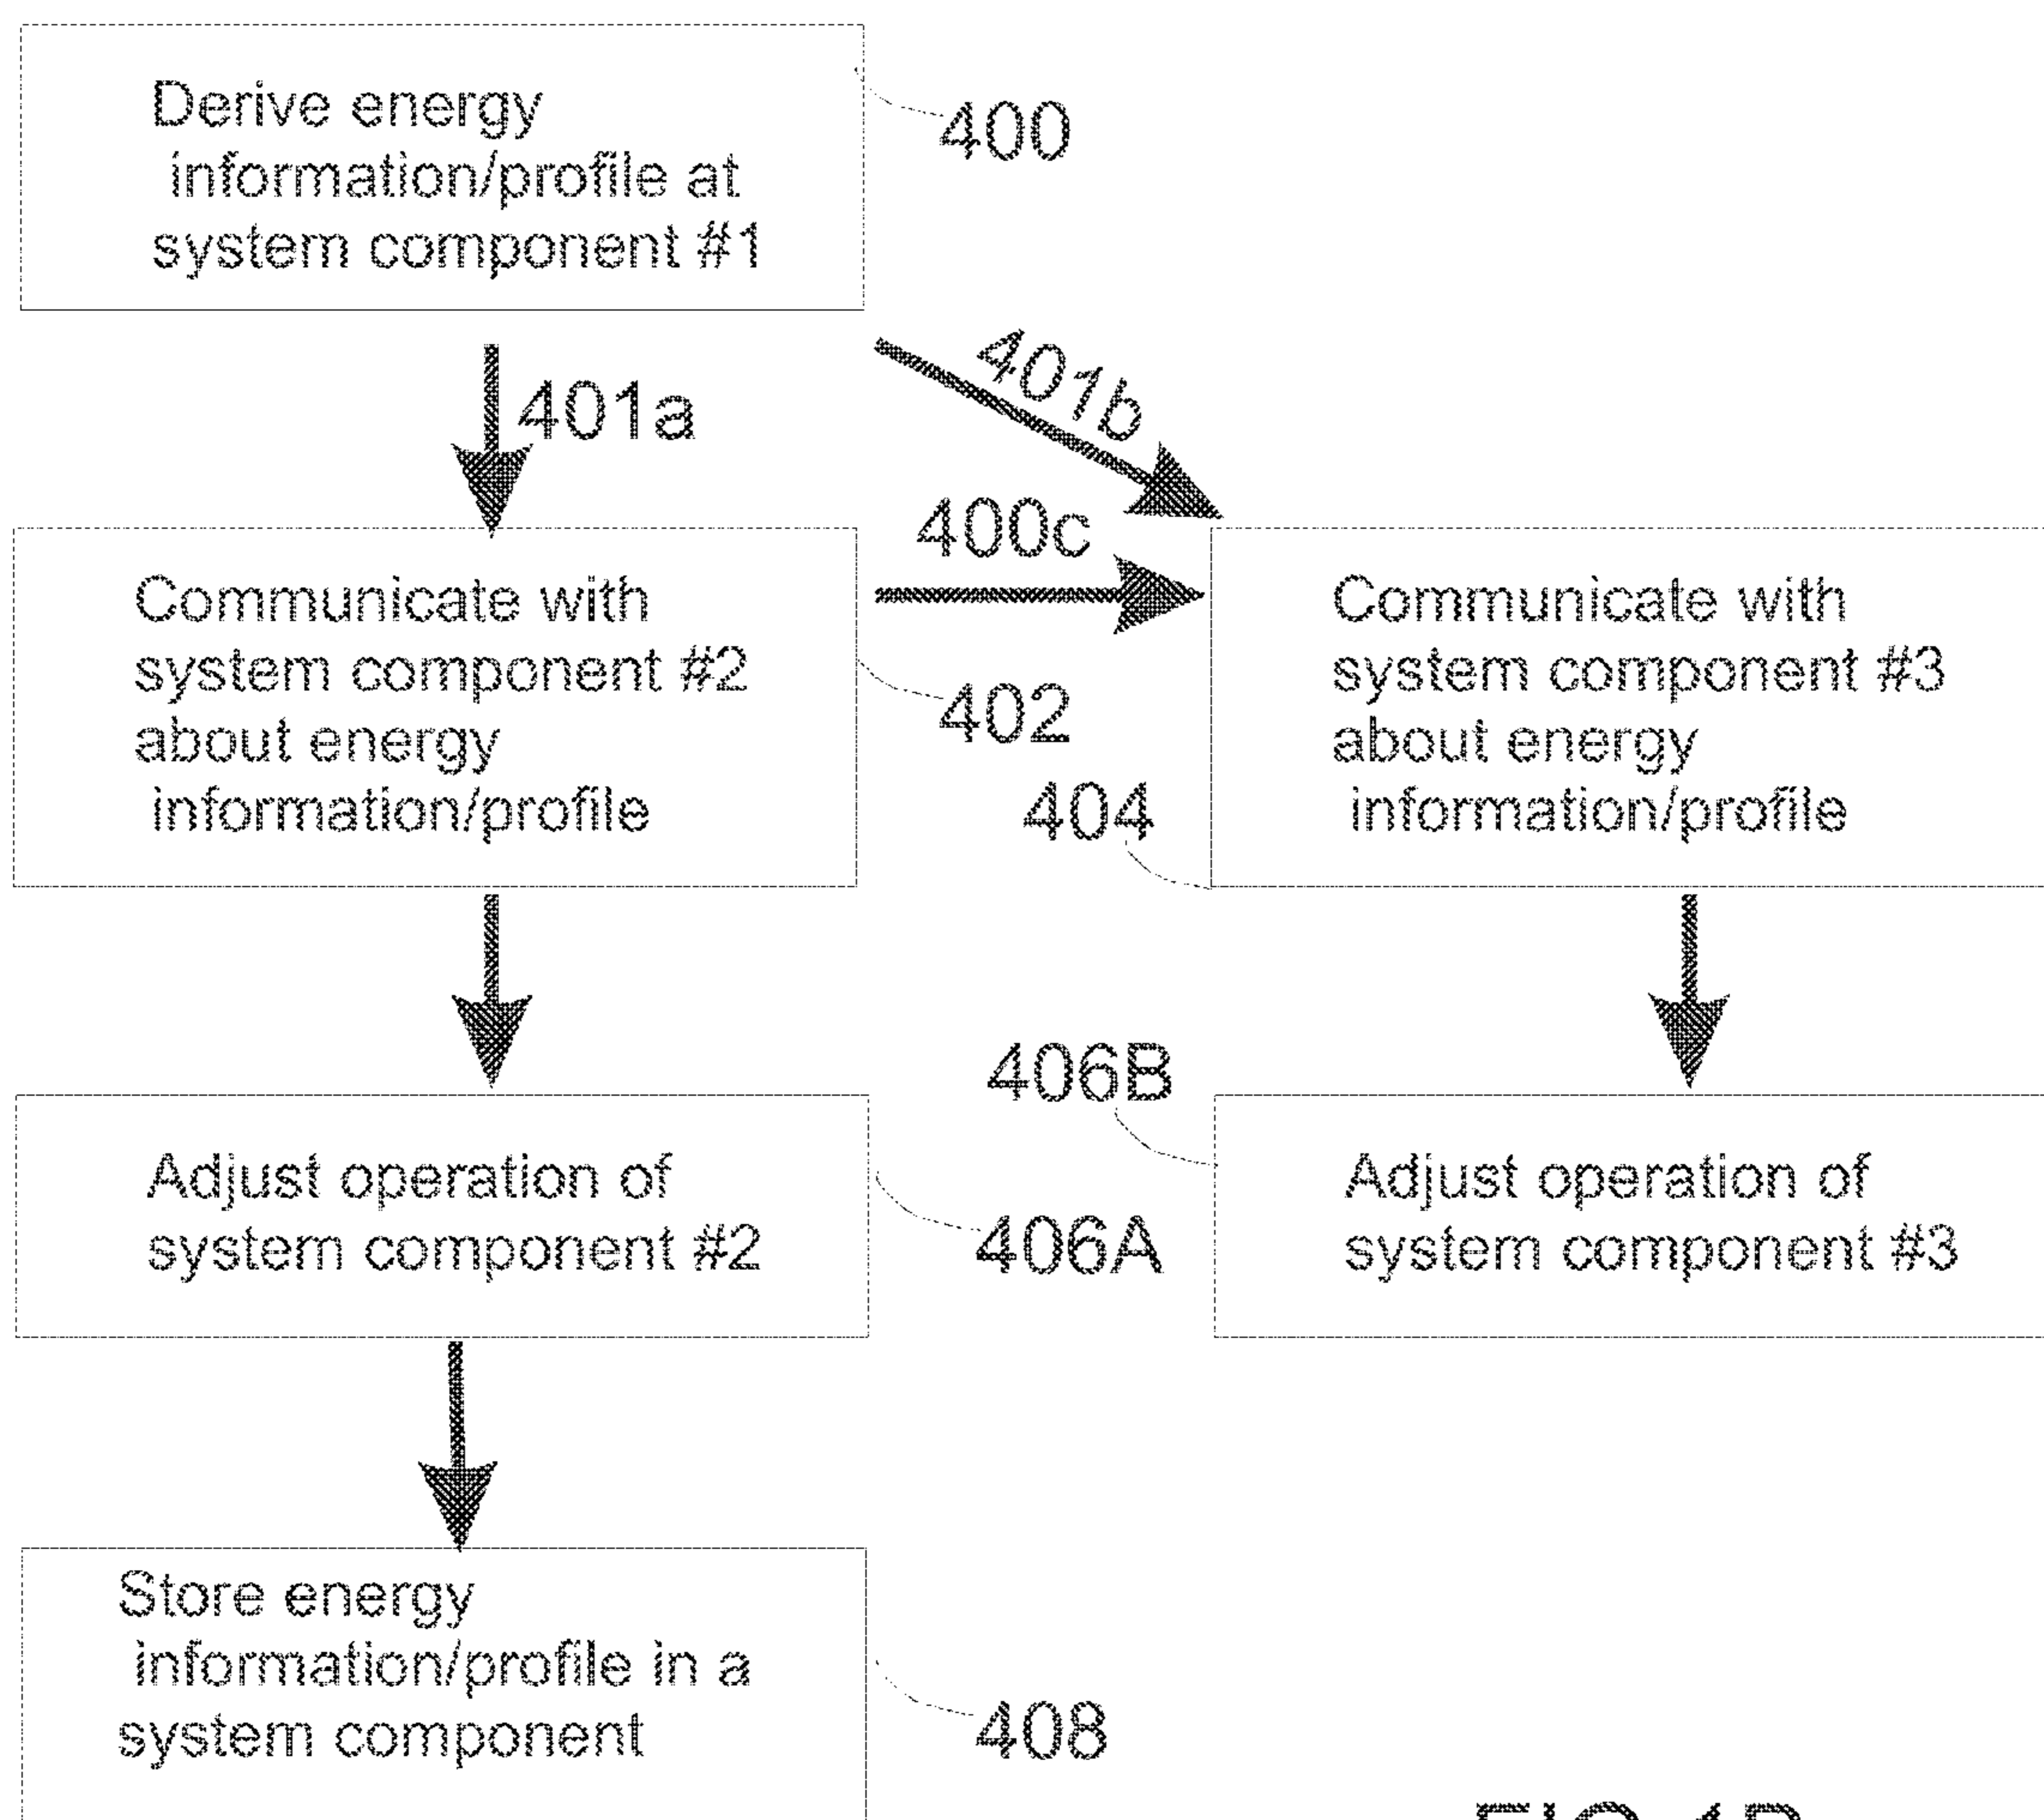 Derive energy
information/profile at
system component #1
400
401a
401b
400c
Communicate with
system component #2
about energy
information/profile
402
404
Communicate with
system component #3
about energy
information/profile
Adjust operation of
system component #2
406A
406B
Adjust operation of
system component #3
Store energy
information/profile in a
system component
408